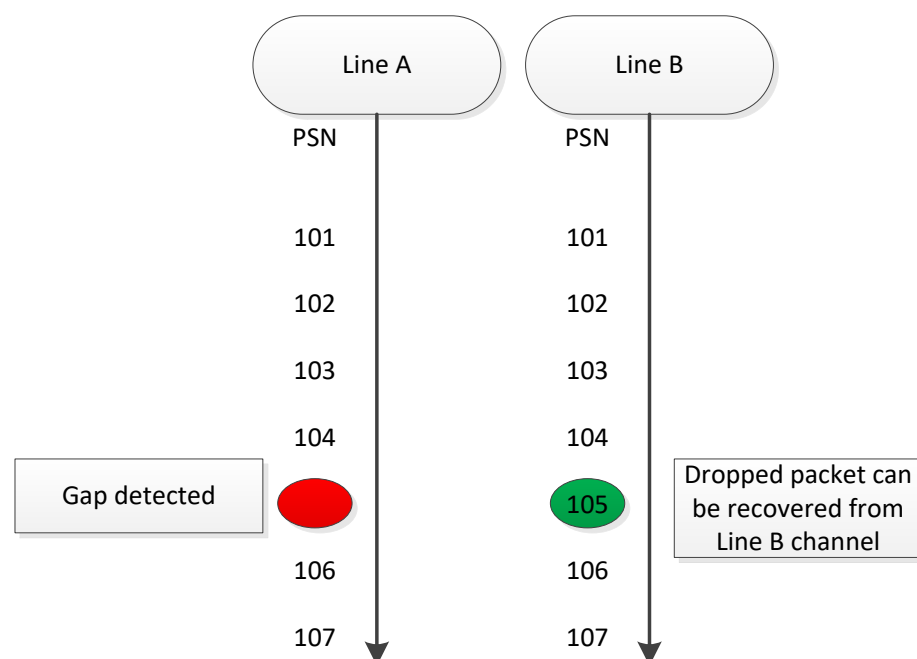 Line A
Line B
PSN
PSN
101
101
102
102
103
103
104
104
Gap detected
105
Dropped packet can
be recovered from
Line B channel
106
106
107
107